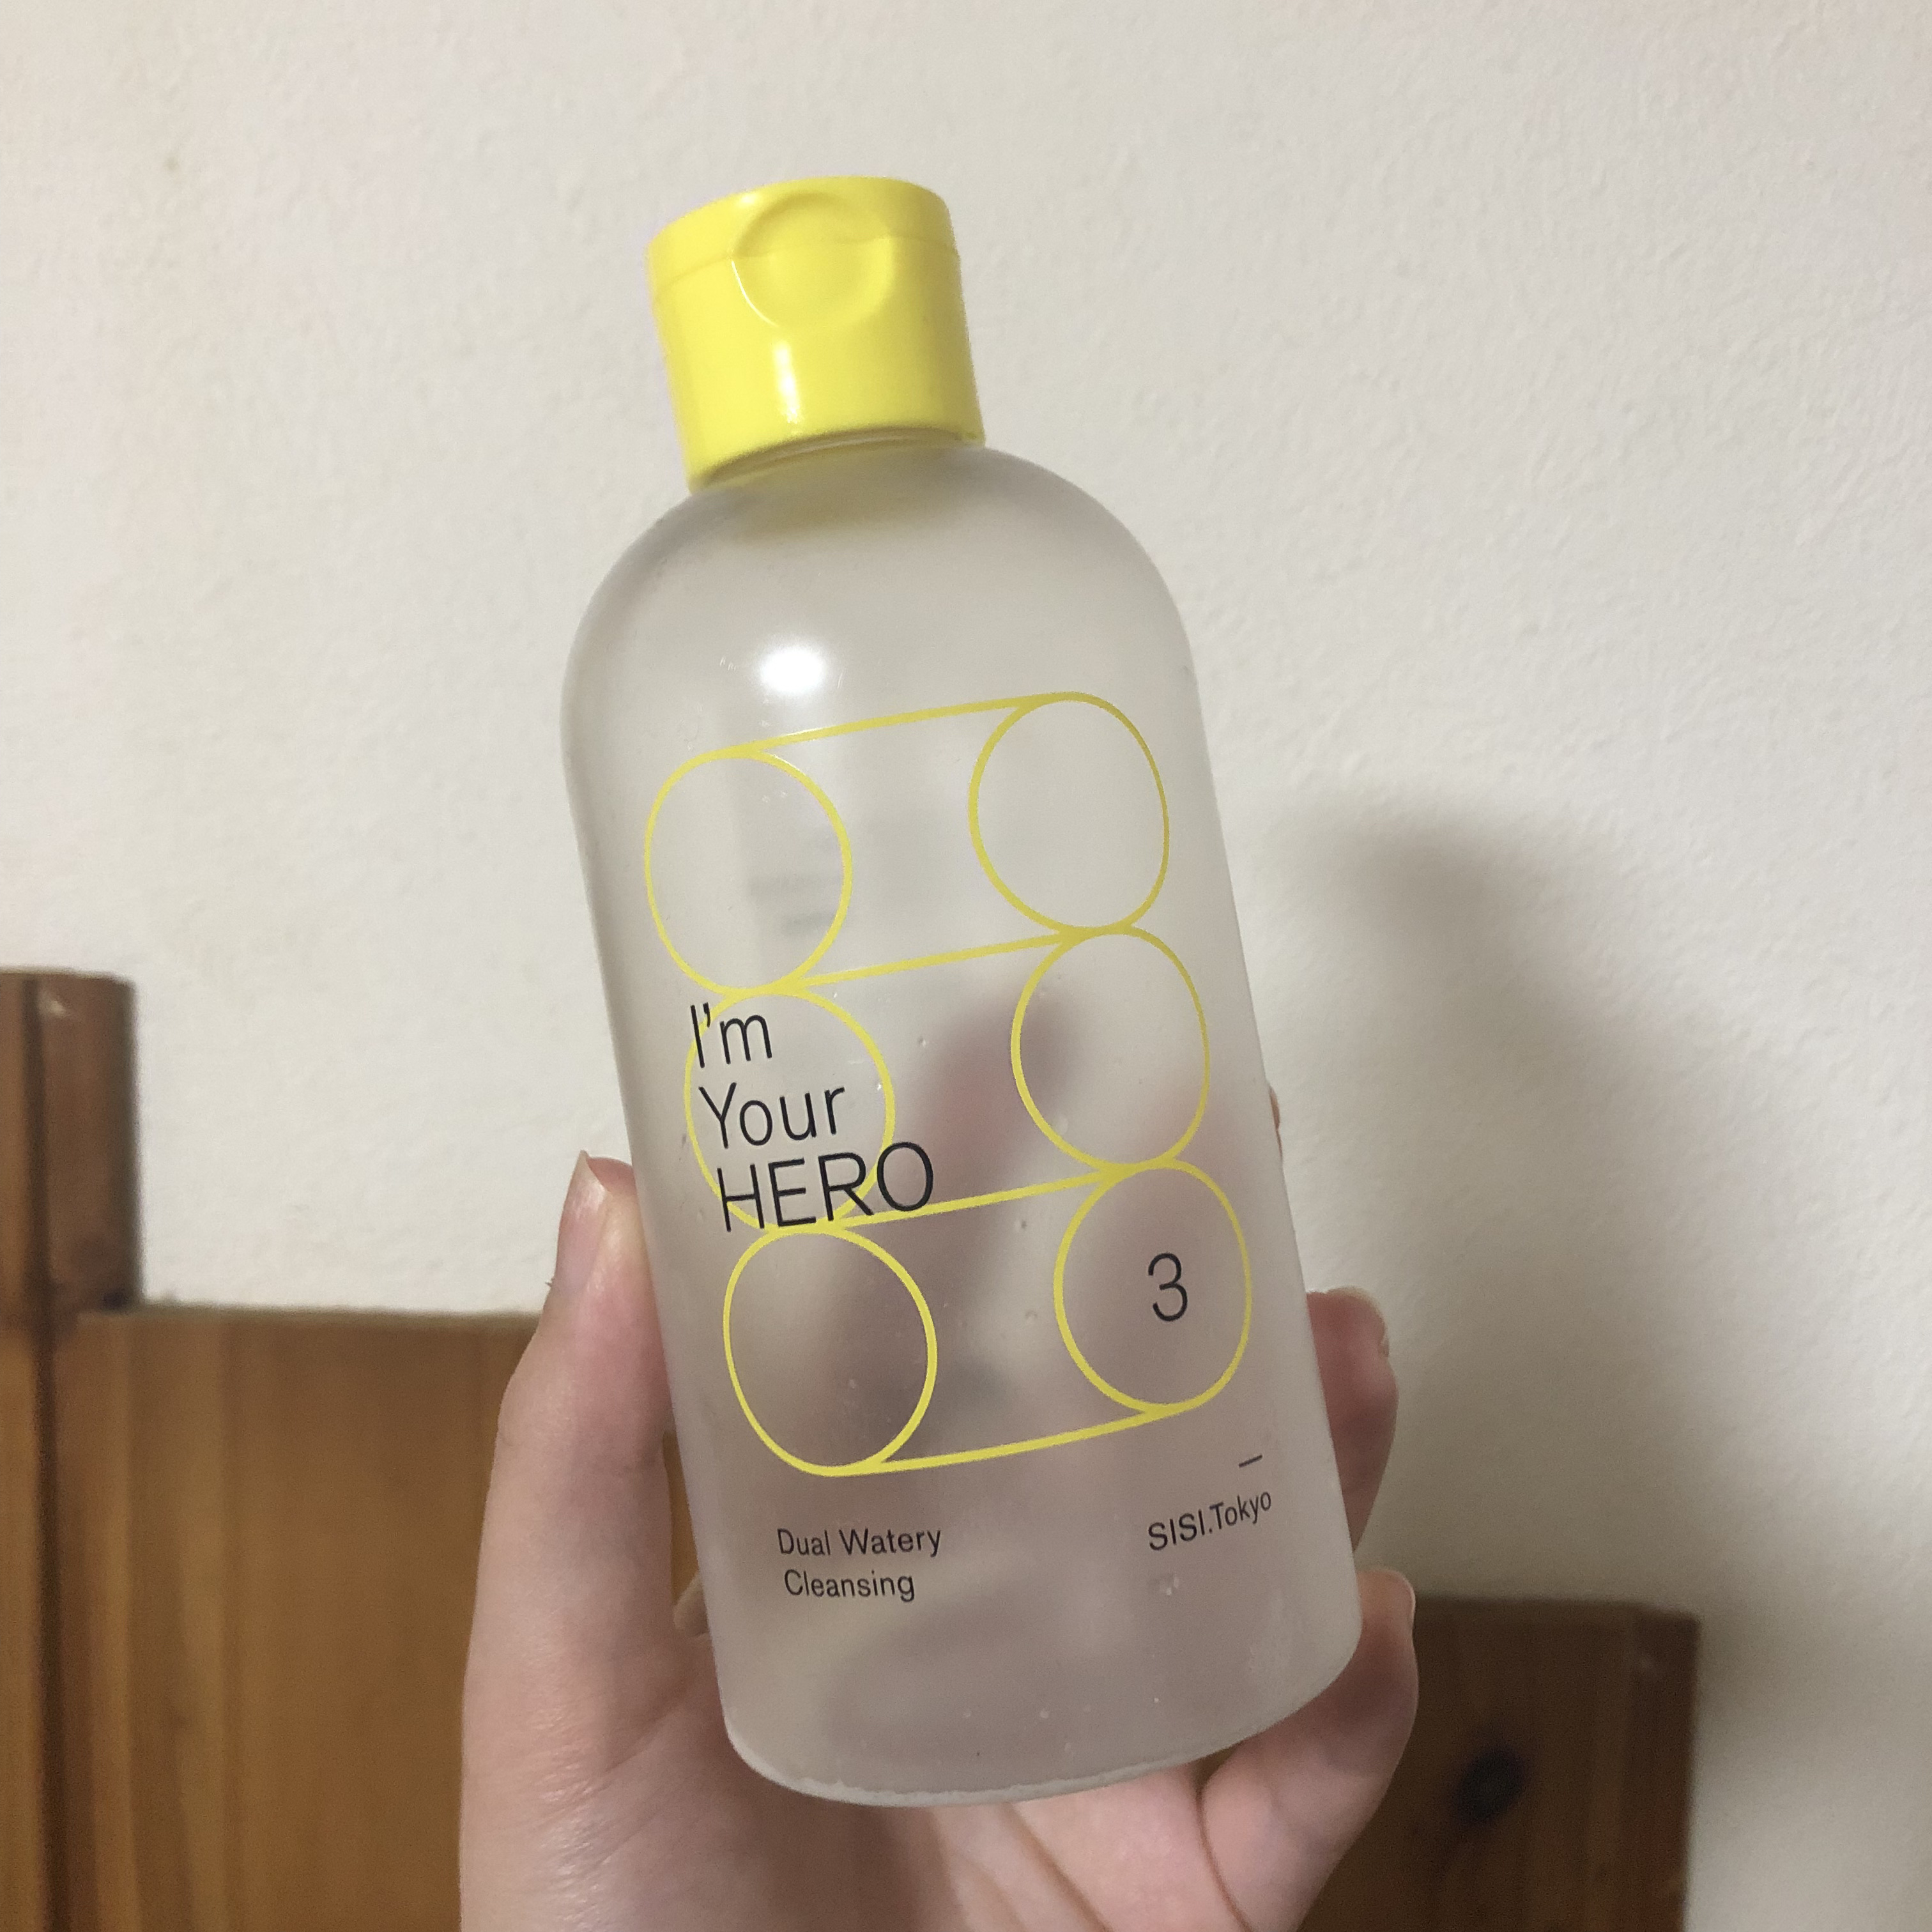 I'm
Your
HERO
3
Dual Watery
Cleansing
SISI.Tokyo